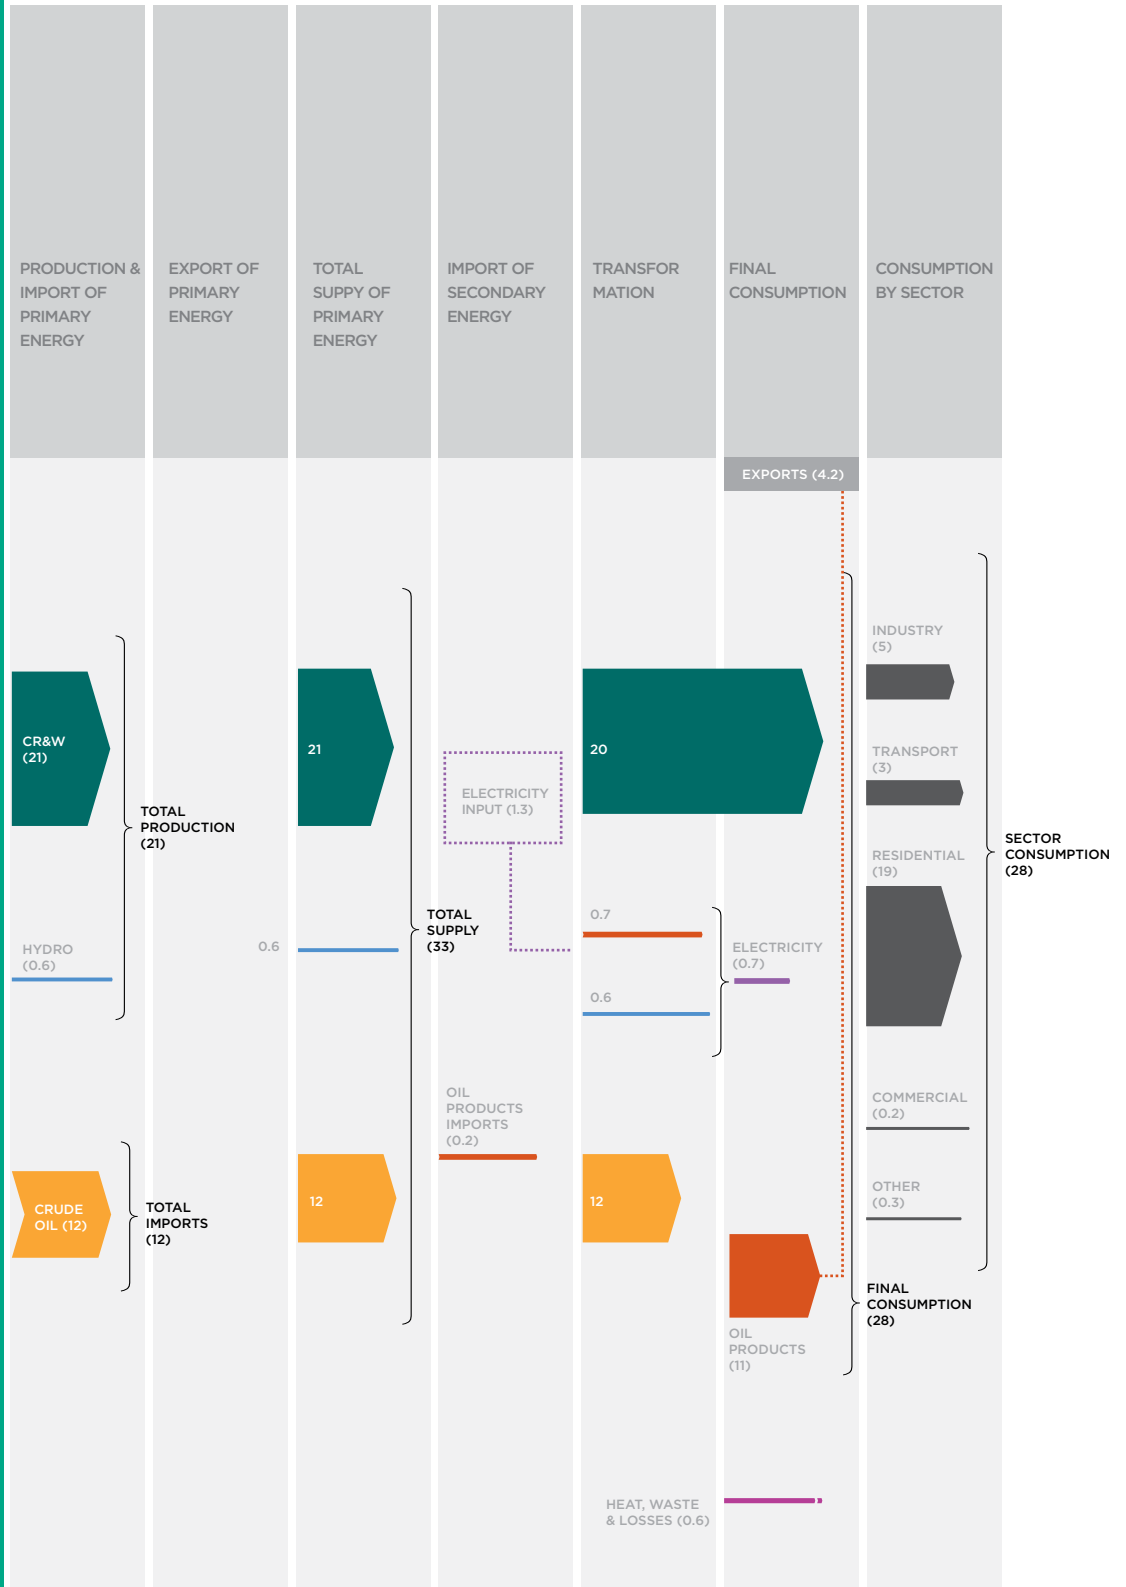 PRODUCTION &
IMPORT OF
PRIMARY
ENERGY
EXPORT OF
PRIMARY
ENERGY
TOTAL
SUPPY OF
PRIMARY
ENERGY
IMPORT OF
SECONDARY
ENERGY
TRANSFOR
MATION
FINAL
CONSUMPTION
CONSUMPTION
BY SECTOR
EXPORTS (4.2)
CR&W
(21)
HYDRO
(0.6)
TOTAL
PRODUCTION
(21)
CRUDE
OIL (12)
TOTAL
IMPORTS
(12)
21
0.6
12
TOTAL
SUPPLY
(33)
ELECTRICITY
INPUT (1.3)
OIL
PRODUCTS
IMPORTS
(0.2)
20
0.7
0.6
12
ELECTRICITY
(0.7)
OIL
PRODUCTS
(11)
HEAT, WASTE
& LOSSES (0.6)
FINAL
CONSUMPTION
(28)
INDUSTRY
(5)
TRANSPORT
(3)
RESIDENTIAL
(19)
COMMERCIAL
(0.2)
OTHER
(0.3)
SECTOR
CONSUMPTION
(28)